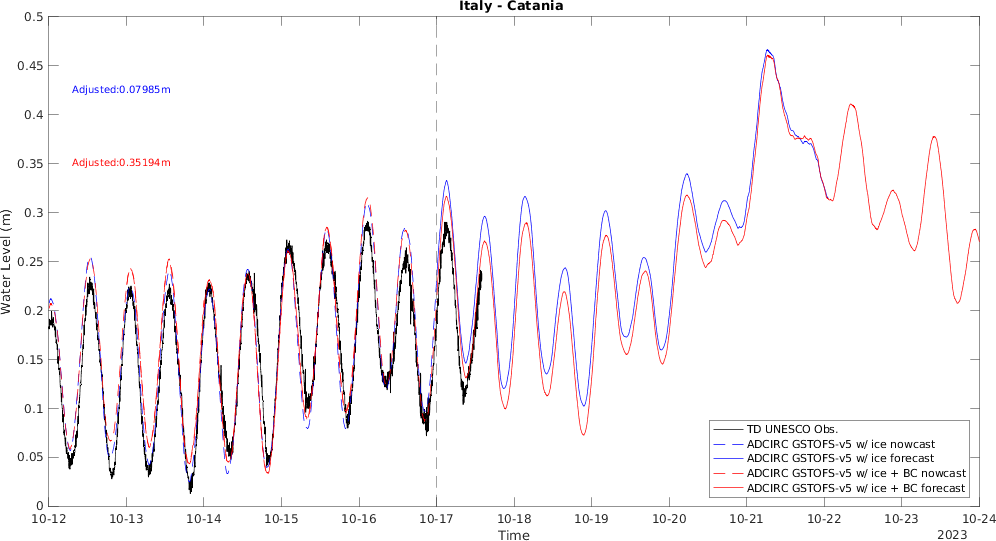 Italy - Catania
0.5
0.45
0.4
0.35
0.3
0.25
0.2
0.15
0.1
0.05
0
Water Level (m)
Adjusted:0.07985m
Adjusted:0.35194m
TD UNESCO Obs.
ADCIRC GSTOFS-v5 w/ ice nowcast
ADCIRC GSTOFS-v5 w/ ice forecast
ADCIRC GSTOFS-v5 w/ ice + BC nowcast
ADCIRC GSTOFS-v5 w/ ice + BC forecast
10-12 10-13 10-14 10-15 10-16 10-17 10-18 10-19 10-20 10-21 10-22 10-23 10-24
Time
2023